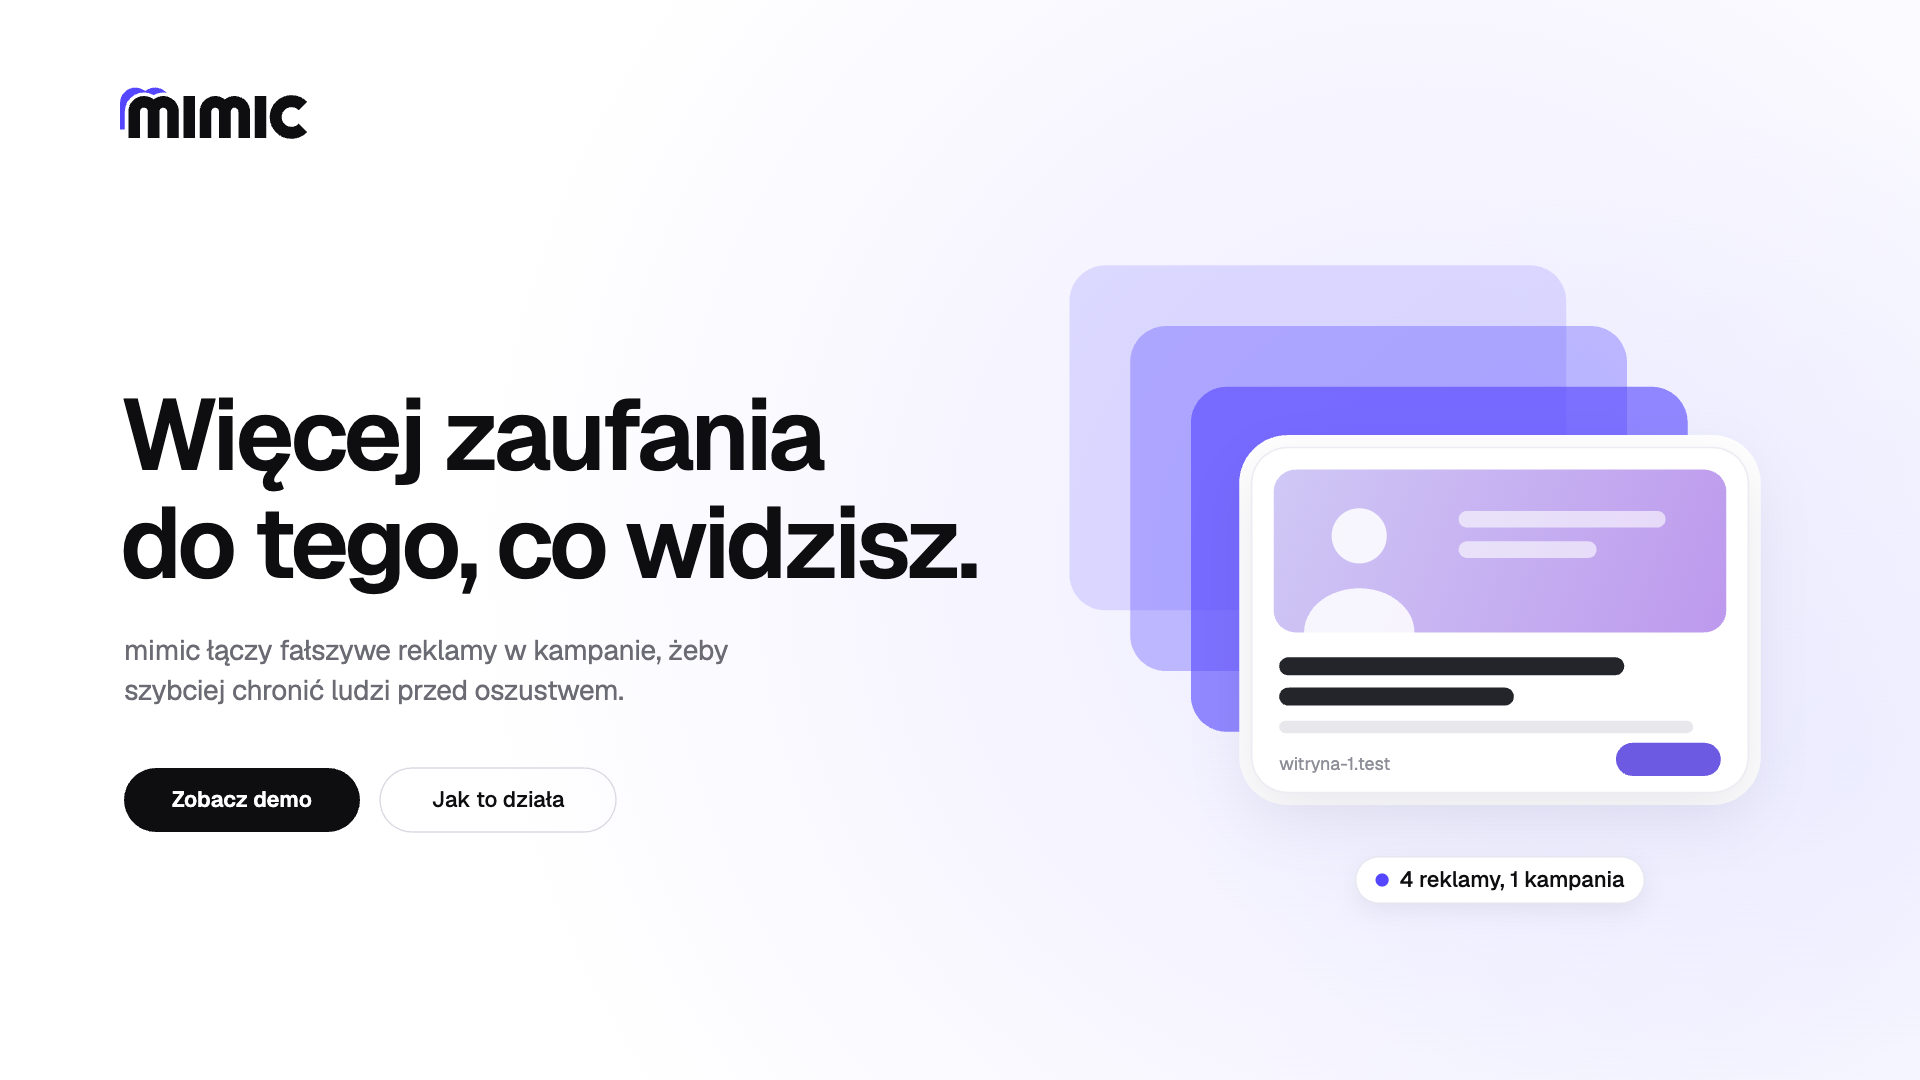 mimic
Więcej zaufania
do tego, co widzisz.
mimic łączy fałszywe reklamy w kampanie, żeby
szybciej chronić ludzi przed oszustwem.
Zobacz demo
Jak to działa
witryna-1.test
4 reklamy, 1 kampania